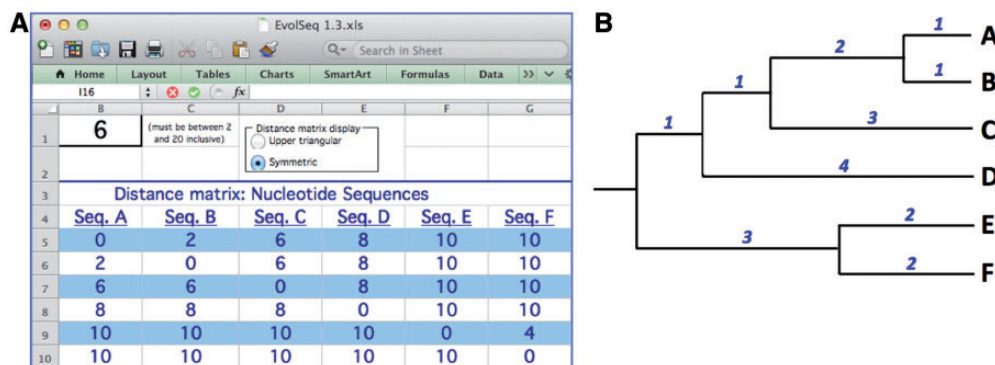 A
EvolSeq 1.3.xls
Search in Sheet
Home Layout Tables Charts SmartArt Formulas Data
I16 fx
B C D E F G
1 6 (must be between 2 and 20 inclusive)
Distance matrix display
Upper triangular
Symmetric
2
3 Distance matrix: Nucleotide Sequences
4 Seq. A Seq. B Seq. C Seq. D Seq. E Seq. F
5 0 2 6 8 10 10
6 2 0 6 8 10 10
7 6 6 0 8 10 10
8 8 8 8 0 10 10
9 10 10 10 10 0 4
10 10 10 10 10 10 0
B
1 A
2
1 B
1
3 C
1
4 D
2 E
3
2 F